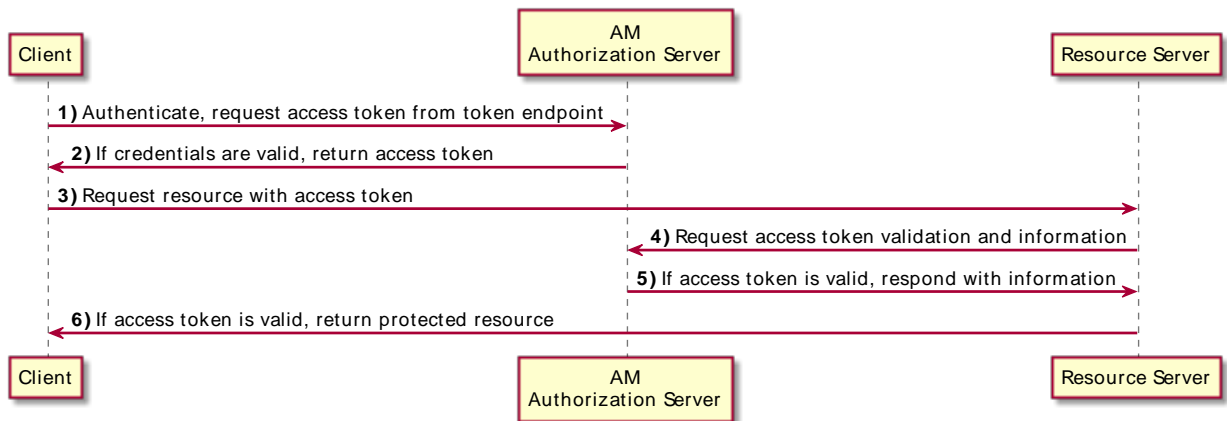 Client
AM
Authorization Server
Resource Server
1) Authenticate, request access token from token endpoint
2) If credentials are valid, return access token
3) Request resource with access token
4) Request access token validation and information
5) If access token is valid, respond with information
6) If access token is valid, return protected resource
Client
AM
Authorization Server
Resource Server